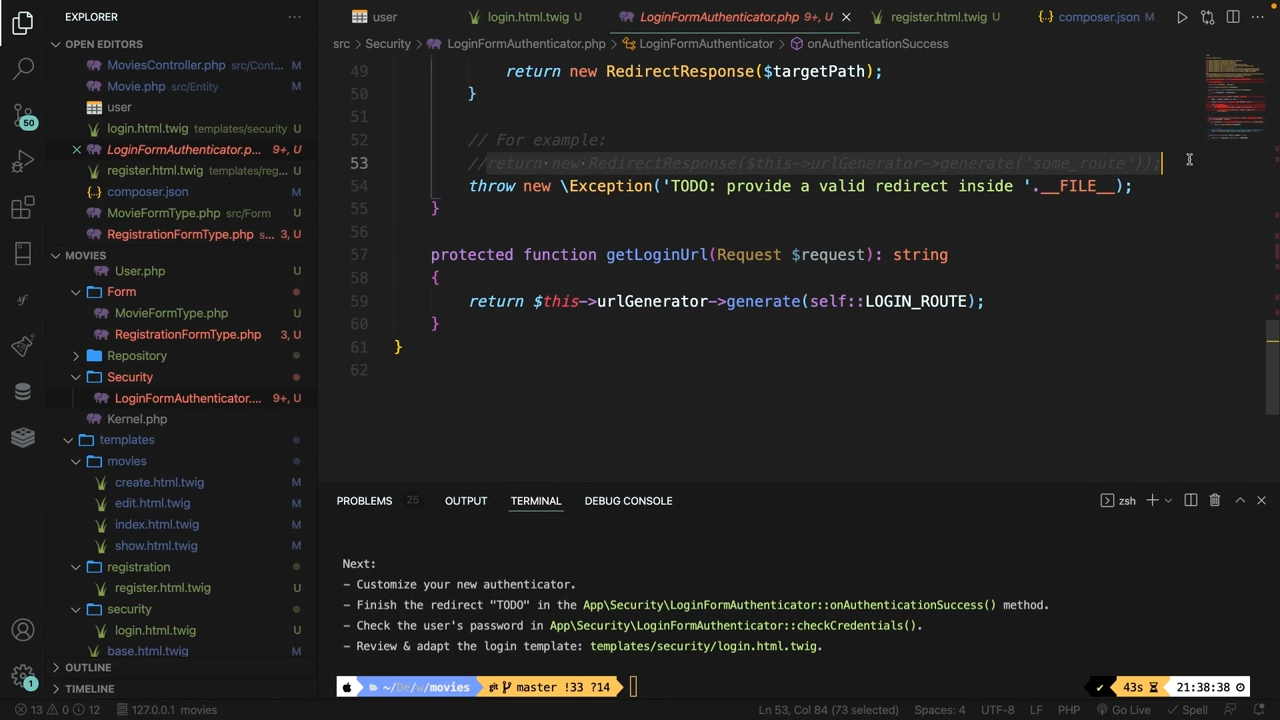 EXPLORER
user
login.html.twig U
LoginFormAuthenticator.php 9+, U
register.html.twig U
composer.json M
OPEN EDITORS
MoviesController.php src/Cont... M
Movie.php src/Entity M
user
login.html.twig templates/security U
LoginFormAuthenticator.p... 9+, U
register.html.twig templates/reg... U
composer.json M
MovieFormType.php src/Form U
RegistrationFormType.php s... 3, U
MOVIES
User.php U
Form
MovieFormType.php U
RegistrationFormType.php 3, U
Repository
Security
LoginFormAuthenticator.... 9+, U
Kernel.php
templates
movies
create.html.twig M
edit.html.twig M
index.html.twig M
show.html.twig M
registration
register.html.twig U
security
login.html.twig U
base.html.twig M
OUTLINE
TIMELINE
50
1
src > Security > LoginFormAuthenticator.php > LoginFormAuthenticator > onAuthenticationSuccess
49 return new RedirectResponse($targetPath);
50 }
51
52 // For example:
53 //return new RedirectResponse($this->urlGenerator->generate('some_route'));
54 throw new \Exception('TODO: provide a valid redirect inside '.__FILE__);
55 }
56
57 protected function getLoginUrl(Request $request): string
58 {
59 return $this->urlGenerator->generate(self::LOGIN_ROUTE);
60 }
61 }
62
PROBLEMS 25 OUTPUT TERMINAL DEBUG CONSOLE
zsh
Next:
- Customize your new authenticator.
- Finish the redirect "TODO" in the App\Security\LoginFormAuthenticator::onAuthenticationSuccess() method.
- Check the user's password in App\Security\LoginFormAuthenticator::checkCredentials().
- Review & adapt the login template: templates/security/login.html.twig.
~/De/w/movies master !33 ?14
43s 21:38:38
13 0 12 127.0.0.1 movies
Ln 53, Col 84 (73 selected) Spaces: 4 UTF-8 LF PHP Go Live Spell